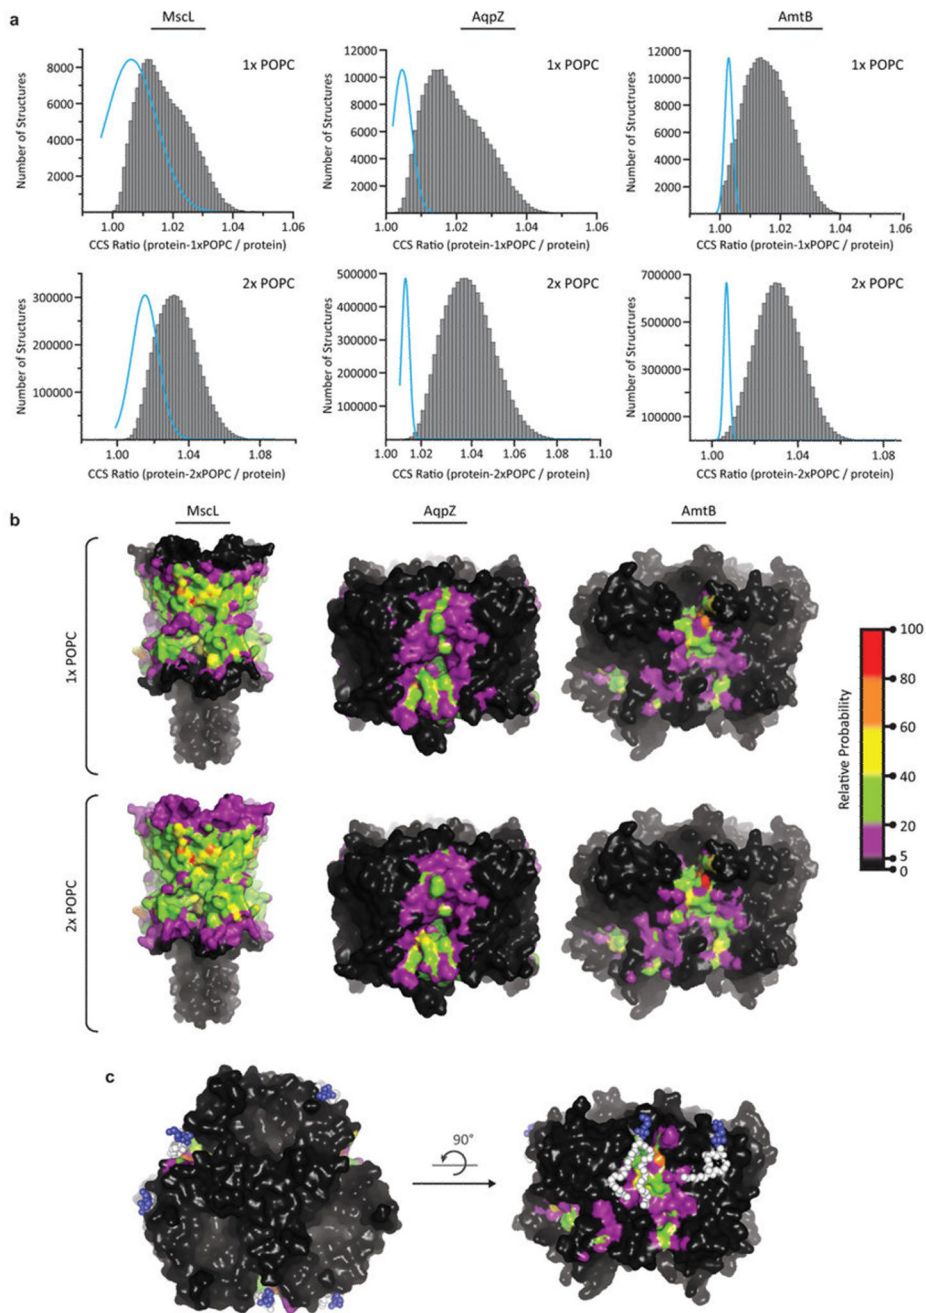 a
MscL
AqpZ
AmtB
Number of Structures
8000
6000
4000
2000
1x POPC
1.00
1.02
1.04
1.06
CCS Ratio (protein-1xPOPC / protein)
Number of Structures
12000
10000
8000
6000
4000
2000
1x POPC
1.00
1.02
1.04
1.06
CCS Ratio (protein-1xPOPC / protein)
Number of Structures
12000
10000
8000
6000
4000
12000
1x POPC
1.00
1.02
1.04
1.06
CCS Ratio (protein-1xPOPC / protein)
Number of Structures
300000
200000
100000
2x POPC
1.00
1.04
1.08
CCS Ratio (protein-2xPOPC / protein)
Number of Structures
500000
400000
300000
200000
100000
2x POPC
1.00
1.02
1.04
1.06
1.08
1.10
CCS Ratio (protein-2xPOPC / protein)
Number of Structures
700000
500000
300000
100000
2x POPC
1.00
1.04
1.08
CCS Ratio (protein-2xPOPC / protein)
b
MscL
AqpZ
AmtB
1x POPC
2x POPC
Relative Probability
100
80
60
40
20
5
0
c
90°